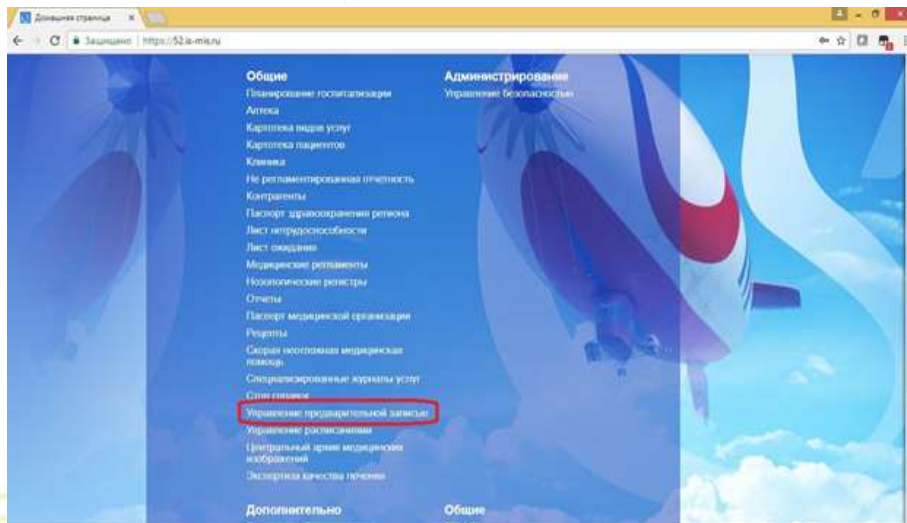 Домашняя страница
Защищено | https://52.is-mis.ru
Общие
Планирование госпитализации
Аптека
Картотека видов услуг
Картотека пациентов
Клиника
Не регламентированная отчетность
Контрагенты
Паспорт здравоохранения региона
Лист нетрудоспособности
Лист ожидания
Медицинские регламенты
Нозологические регистры
Отчеты
Паспорт медицинской организации
Рецепты
Скорая неотложная медицинская
помощь
Специализированные журналы услуг
Стол справок
Управление предварительной записью
Управление расписаниями
Центральный архив медицинских
изображений
Экспертиза качества лечения
Дополнительно
Администрирование
Управление безопасностью
Общие